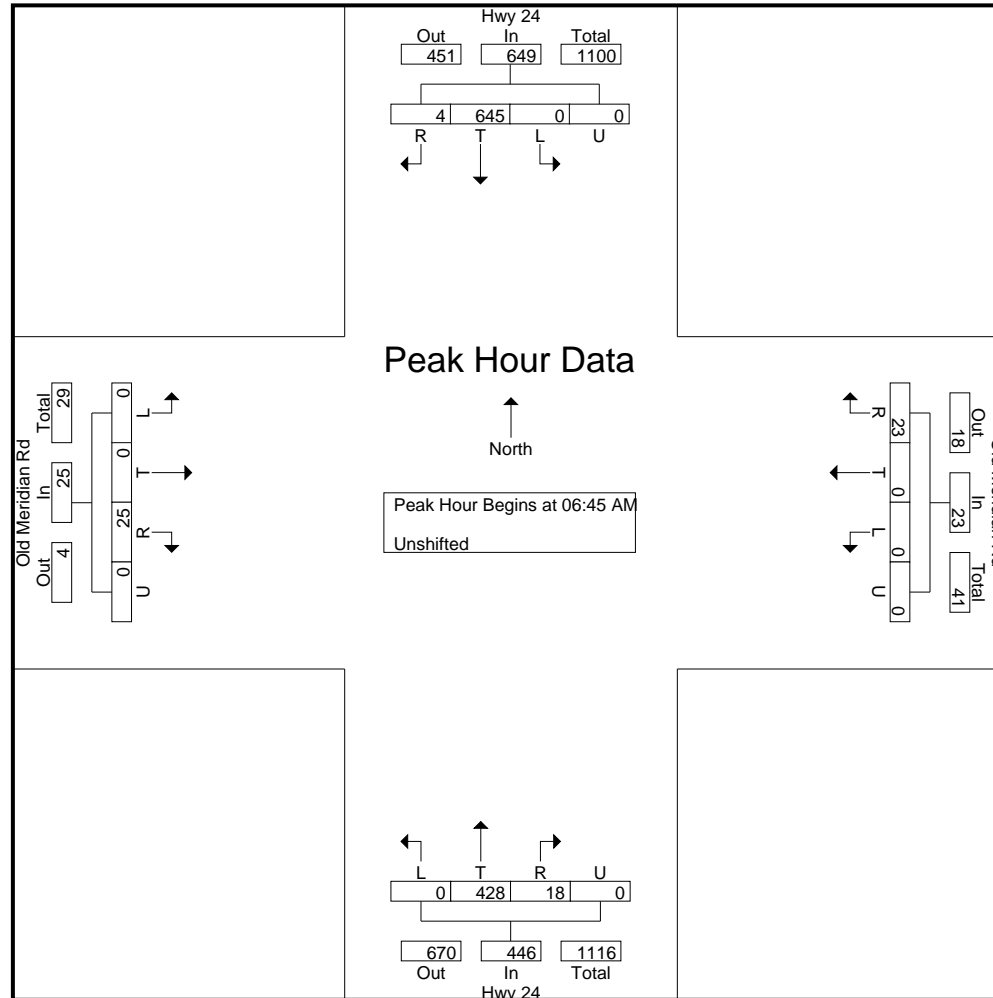 Hwy 24
Out In Total
451 649 1100
4 645 0 0
R T L U
Peak Hour Data
North
Peak Hour Begins at 06:45 AM
Unshifted
Old Meridian Rd
Out In Total
4 25 29
0 0 25 0
L T R U
Out In Total
18 23 41
R T L U
23 0 0 0
L T R U
0 428 18 0
670 446 1116
Out In Total
Hwy 24